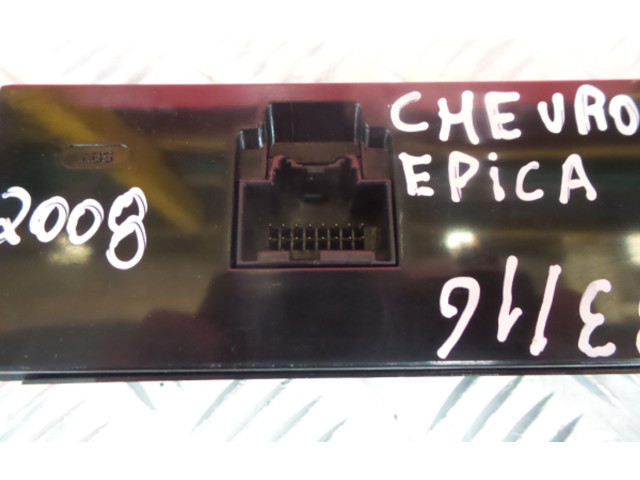 CHEVRO
EPICA
2008
3/16